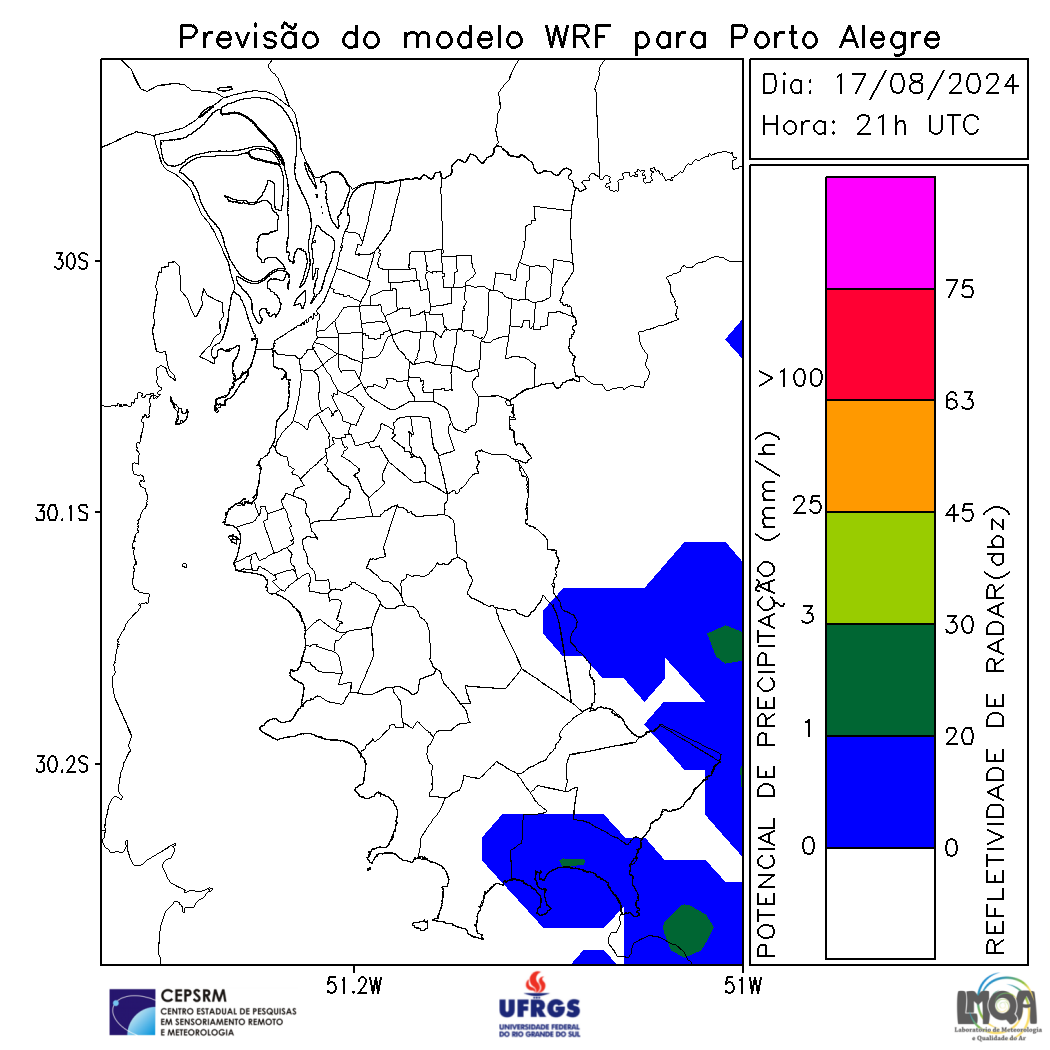 Previsão do modelo WRF para Porto Alegre
Dia: 17/08/2024
Hora: 21h UTC
30S
30.1S
30.2S
51.2W
51W
POTENCIAL DE PRECIPITAÇÃO (mm/h)
>100
25
3
1
0
75
63
45
30
20
0
REFLETIVIDADE DE RADAR(dbz)
CEPSRM
CENTRO ESTADUAL DE PESQUISAS
EM SENSORIAMENTO REMOTO
E METEOROLOGIA
UFRGS
UNIVERSIDADE FEDERAL
DO RIO GRANDE DO SUL
LMQA
Laboratório de Meteorologia
e Qualidade do Ar